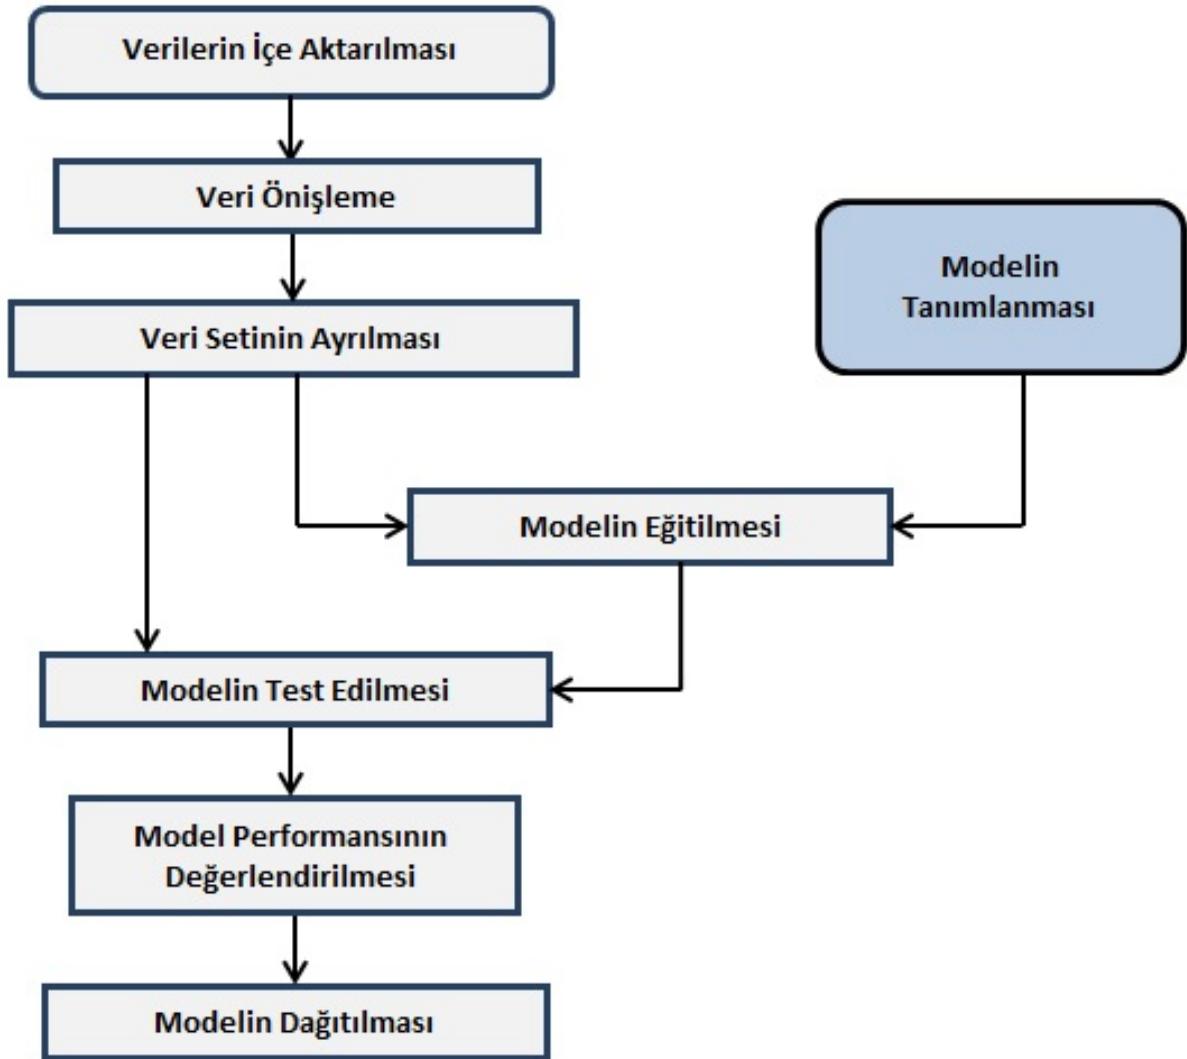 Verilerin İçe Aktarılması
Veri Önişleme
Modelin
Tanımlanması
Veri Setinin Ayrılması
Modelin Eğitilmesi
Modelin Test Edilmesi
Model Performansının
Değerlendirilmesi
Modelin Dağıtılması